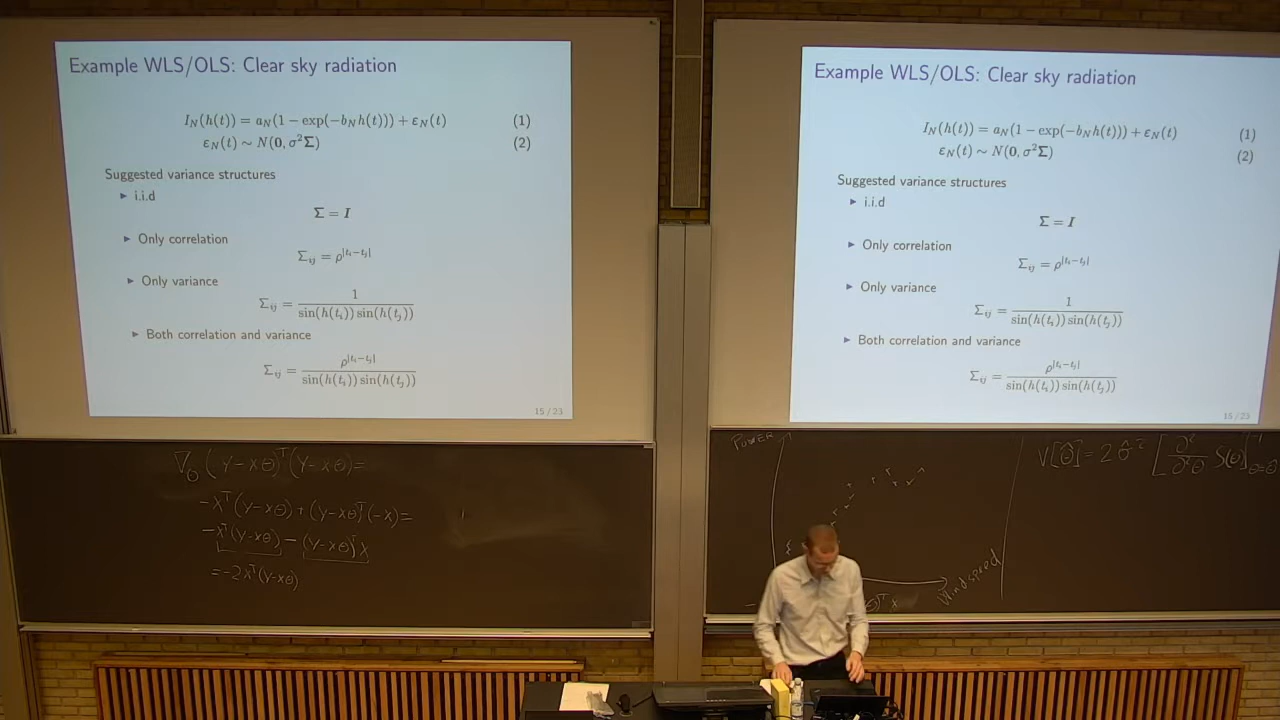 Example WLS/OLS: Clear sky radiation
I_N(h(t)) = a_N(1 − exp(−b_N h(t))) + ε_N(t) (1)
ε_N(t) ∼ N(0, σ²Σ) (2)
Suggested variance structures
▸ i.i.d
Σ = I
▸ Only correlation
Σ_ij = ρ^|t_i−t_j|
▸ Only variance
Σ_ij = 1 / sin(h(t_i)) sin(h(t_j))
▸ Both correlation and variance
Σ_ij = ρ^|t_i−t_j| / sin(h(t_i)) sin(h(t_j))
15 / 23
Example WLS/OLS: Clear sky radiation
I_N(h(t)) = a_N(1 − exp(−b_N h(t))) + ε_N(t) (1)
ε_N(t) ∼ N(0, σ²Σ) (2)
Suggested variance structures
▸ i.i.d
Σ = I
▸ Only correlation
Σ_ij = ρ^|t_i−t_j|
▸ Only variance
Σ_ij = 1 / sin(h(t_i)) sin(h(t_j))
▸ Both correlation and variance
Σ_ij = ρ^|t_i−t_j| / sin(h(t_i)) sin(h(t_j))
15 / 23
∇_θ (Y−Xθ)^T(Y−Xθ) =
−X^T(Y−Xθ) + (Y−Xθ)^T(−X) =
−X^T(Y−Xθ) − (Y−Xθ)^T X
= −2X^T(Y−Xθ)
POWER
Windspeed
V[θ̂] = 2σ̂² [∂²/∂²θ S(θ)]